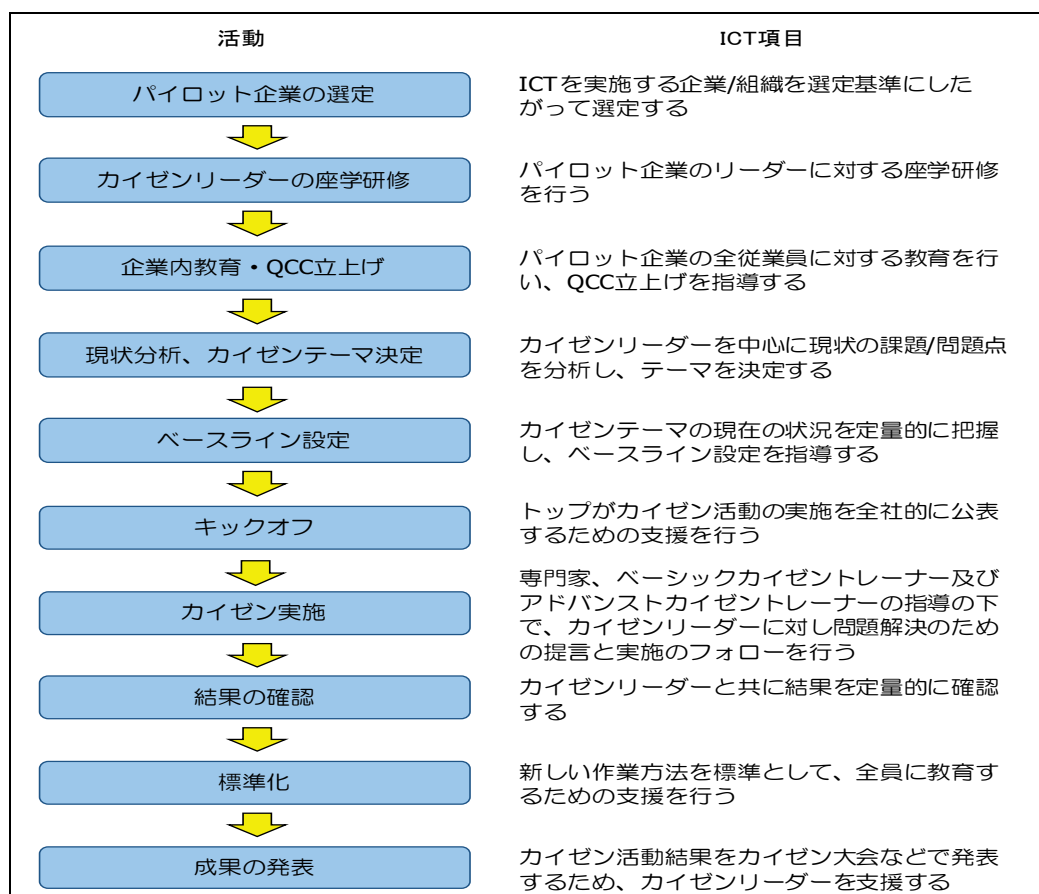 活動
ICT項目
パイロット企業の選定
ICTを実施する企業/組織を選定基準にした
がって選定する
カイゼンリーダーの座学研修
パイロット企業のリーダーに対する座学研修
を行う
企業内教育・QCC立上げ
パイロット企業の全従業員に対する教育を行
い、QCC立上げを指導する
現状分析、カイゼンテーマ決定
カイゼンリーダーを中心に現状の課題/問題点
を分析し、テーマを決定する
ベースライン設定
カイゼンテーマの現在の状況を定量的に把握
し、ベースライン設定を指導する
キックオフ
トップがカイゼン活動の実施を全社的に公表
するための支援を行う
カイゼン実施
専門家、ベーシックカイゼントレーナー及び
アドバンストカイゼントレーナーの指導の下
で、カイゼンリーダーに対し問題解決のため
の提言と実施のフォローを行う
結果の確認
カイゼンリーダーと共に結果を定量的に確認
する
標準化
新しい作業方法を標準として、全員に教育す
るための支援を行う
成果の発表
カイゼン活動結果をカイゼン大会などで発表
するため、カイゼンリーダーを支援する